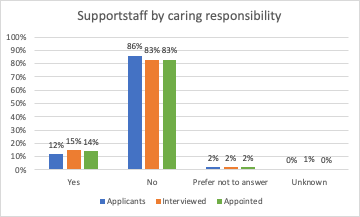 Supportstaff by caring responsibility
100%
90%
80%
70%
60%
50%
40%
30%
20%
10%
0%
12% 15% 14%
86% 83% 83%
2% 2% 2%
0% 1% 0%
Yes No Prefer not to answer Unknown
Applicants Interviewed Appointed